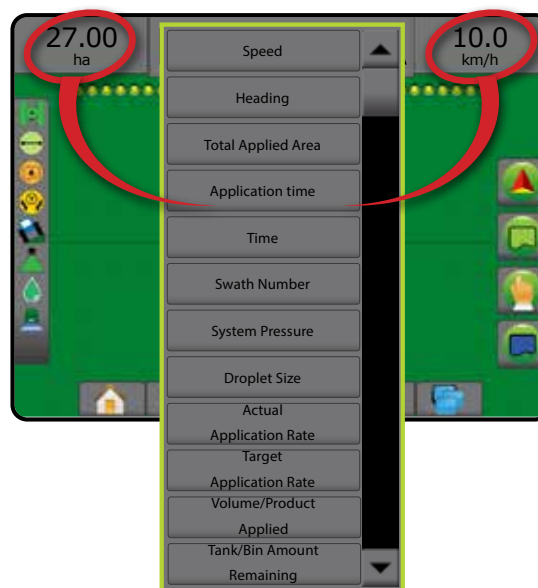 27.00
ha
10.0
km/h
Speed
Heading
Total Applied Area
Application time
Time
Swath Number
System Pressure
Droplet Size
Actual
Application Rate
Target
Application Rate
Volume/Product
Applied
Tank/Bin Amount
Remaining